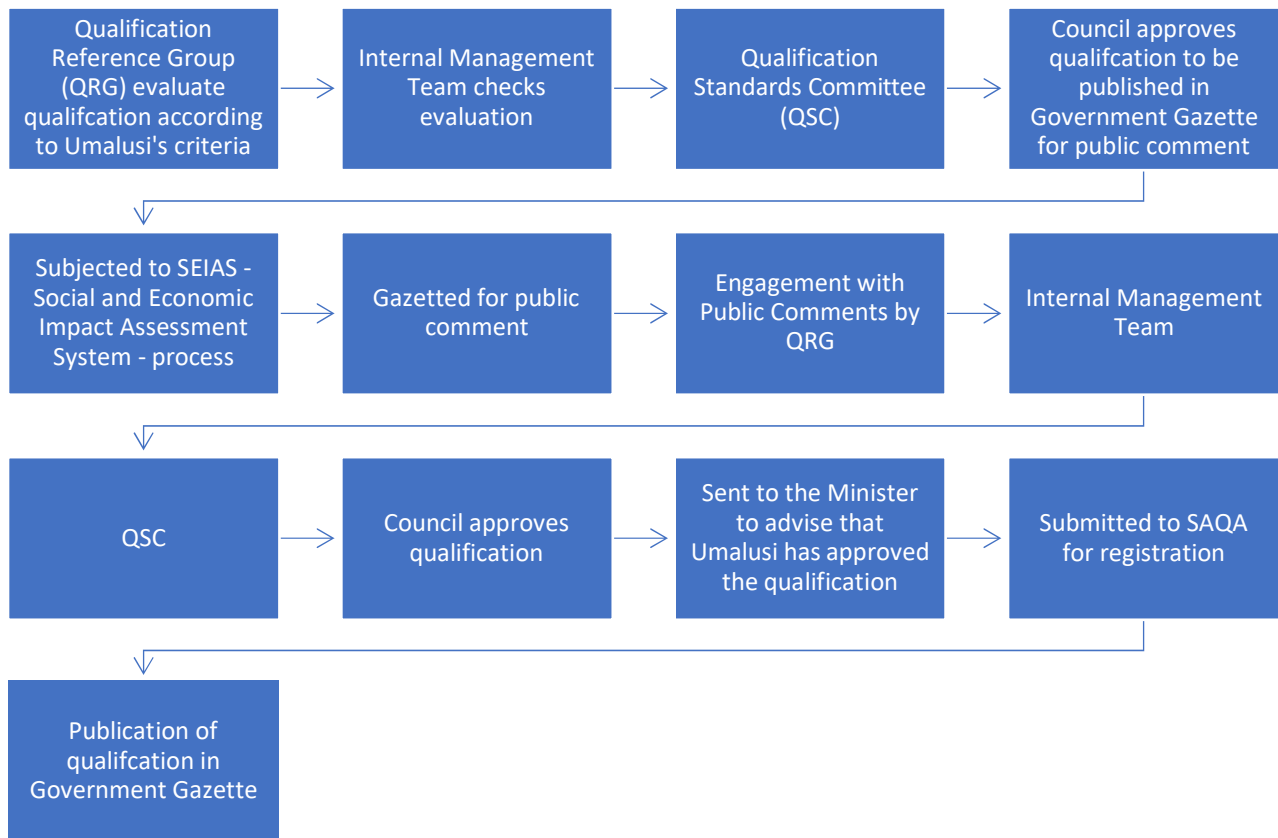 Qualification
Reference Group
(QRG) evaluate
qualifcation according
to Umalusi's criteria
Internal Management
Team checks
evaluation
Qualification
Standards Committee
(QSC)
Council approves
qualifcation to be
published in
Government Gazette
for public comment
Subjected to SEIAS -
Social and Economic
Impact Assessment
System - process
Gazetted for public
comment
Engagement with
Public Comments by
QRG
Internal Management
Team
QSC
Council approves
qualification
Sent to the Minister
to advise that
Umalusi has approved
the qualification
Submitted to SAQA
for registration
Publication of
qualifcation in
Government Gazette